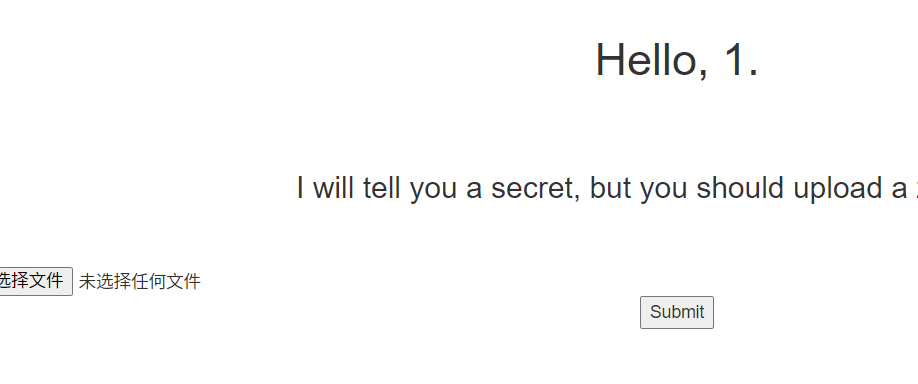 Hello, 1.
I will tell you a secret, but you should upload a
选择文件 未选择任何文件
Submit